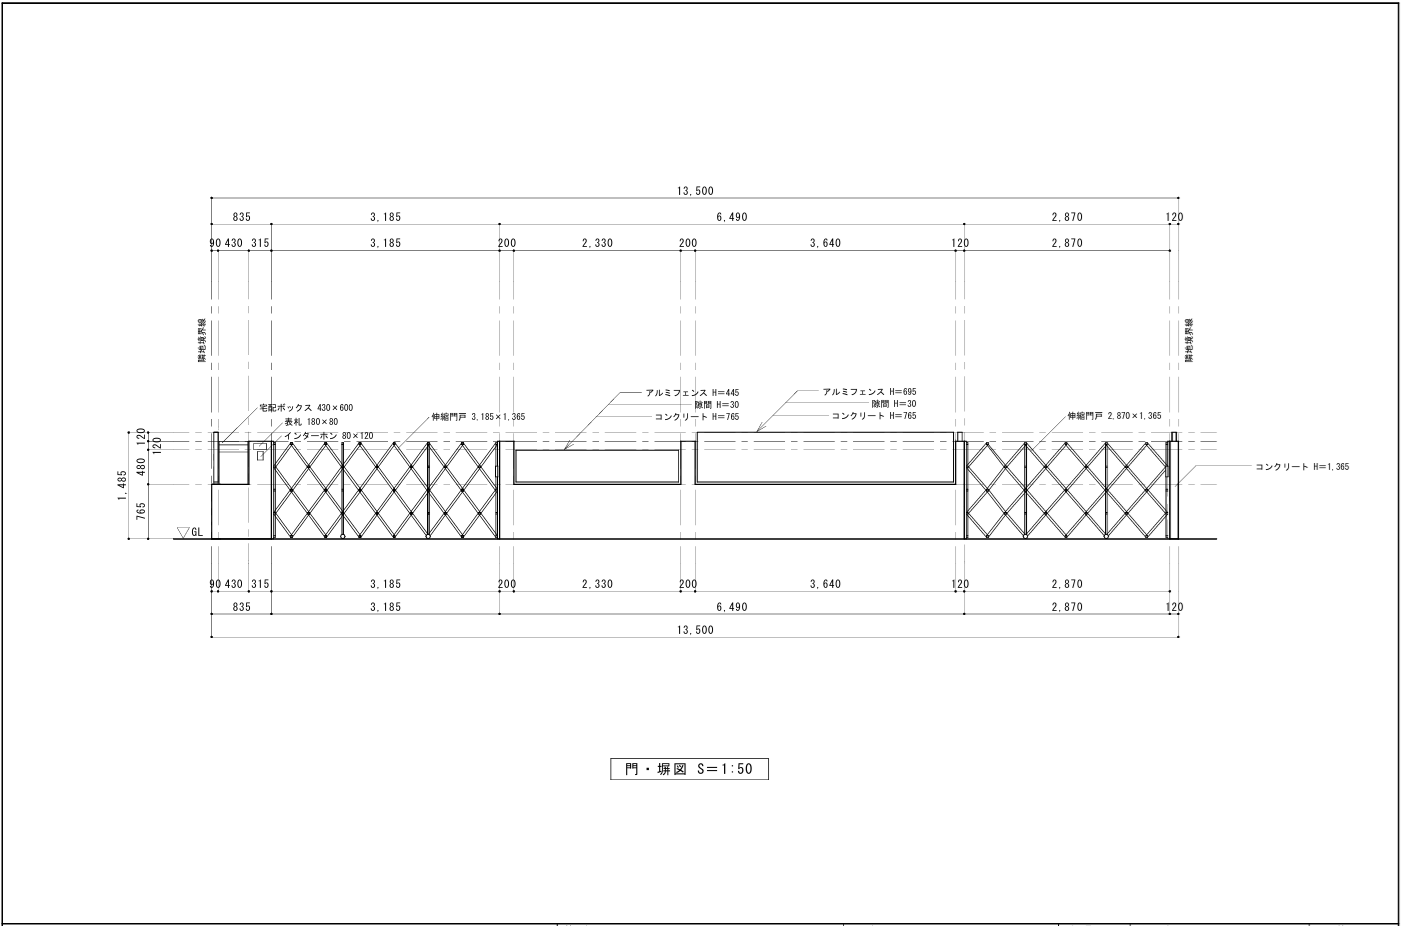 13,500
835 3,185 6,490 2,870 120
90 430 315 3,185 200 2,330 200 3,640 120 2,870
隣地境界線
隣地境界線
宅配ボックス 430×600
表札 180×80
インターホン 80×120
伸縮門戸 3,185×1,365
アルミフェンス H=445
隙間 H=30
コンクリート H=765
アルミフェンス H=695
隙間 H=30
コンクリート H=765
伸縮門戸 2,870×1,365
コンクリート H=1,365
1,485
120
120
480
765
GL
90 430 315 3,185 200 2,330 200 3,640 120 2,870
835 3,185 6,490 2,870 120
13,500
門・塀図 S=1:50